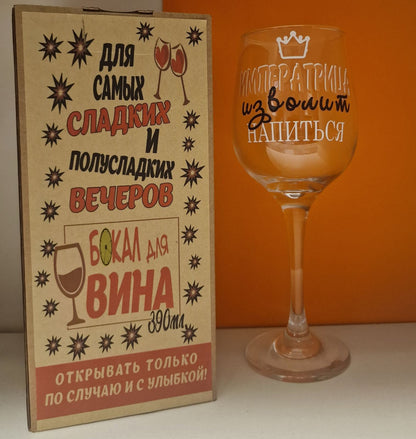 ДЛЯ
САМЫХ
СЛАДКИХ
И
ПОЛУСЛАДКИХ
ВЕЧЕРОВ
БОКАЛ для
ВИНА
390мл
ОТКРЫВАТЬ ТОЛЬКО
ПО СЛУЧАЮ И С УЛЫБКОЙ!
ИМПЕРАТРИЦА
изволит
НАПИТЬСЯ